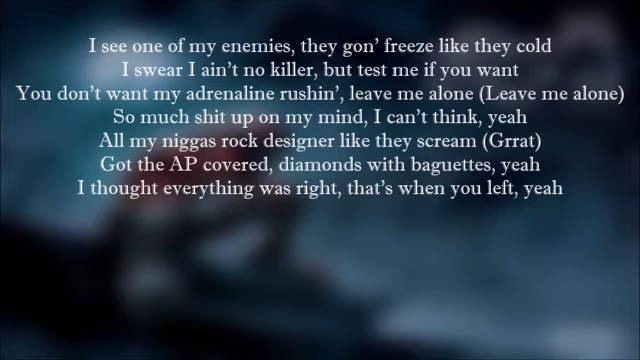 I see one of my enemies, they gon' freeze like they cold
I swear I ain't no killer, but test me if you want
You don't want my adrenaline rushin', leave me alone (Leave me alone)
So much shit up on my mind, I can't think, yeah
All my niggas rock designer like they scream (Grrat)
Got the AP covered, diamonds with baguettes, yeah
I thought everything was right, that's when you left, yeah